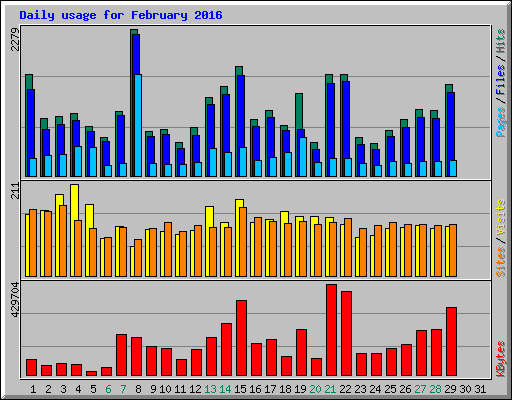 Daily usage for February 2016
2279
Pages / Files / Hits
211
Sites / Visits
429704
KBytes
1 2 3 4 5 6 7 8 9 10 11 12 13 14 15 16 17 18 19 20 21 22 23 24 25 26 27 28 29 30 31